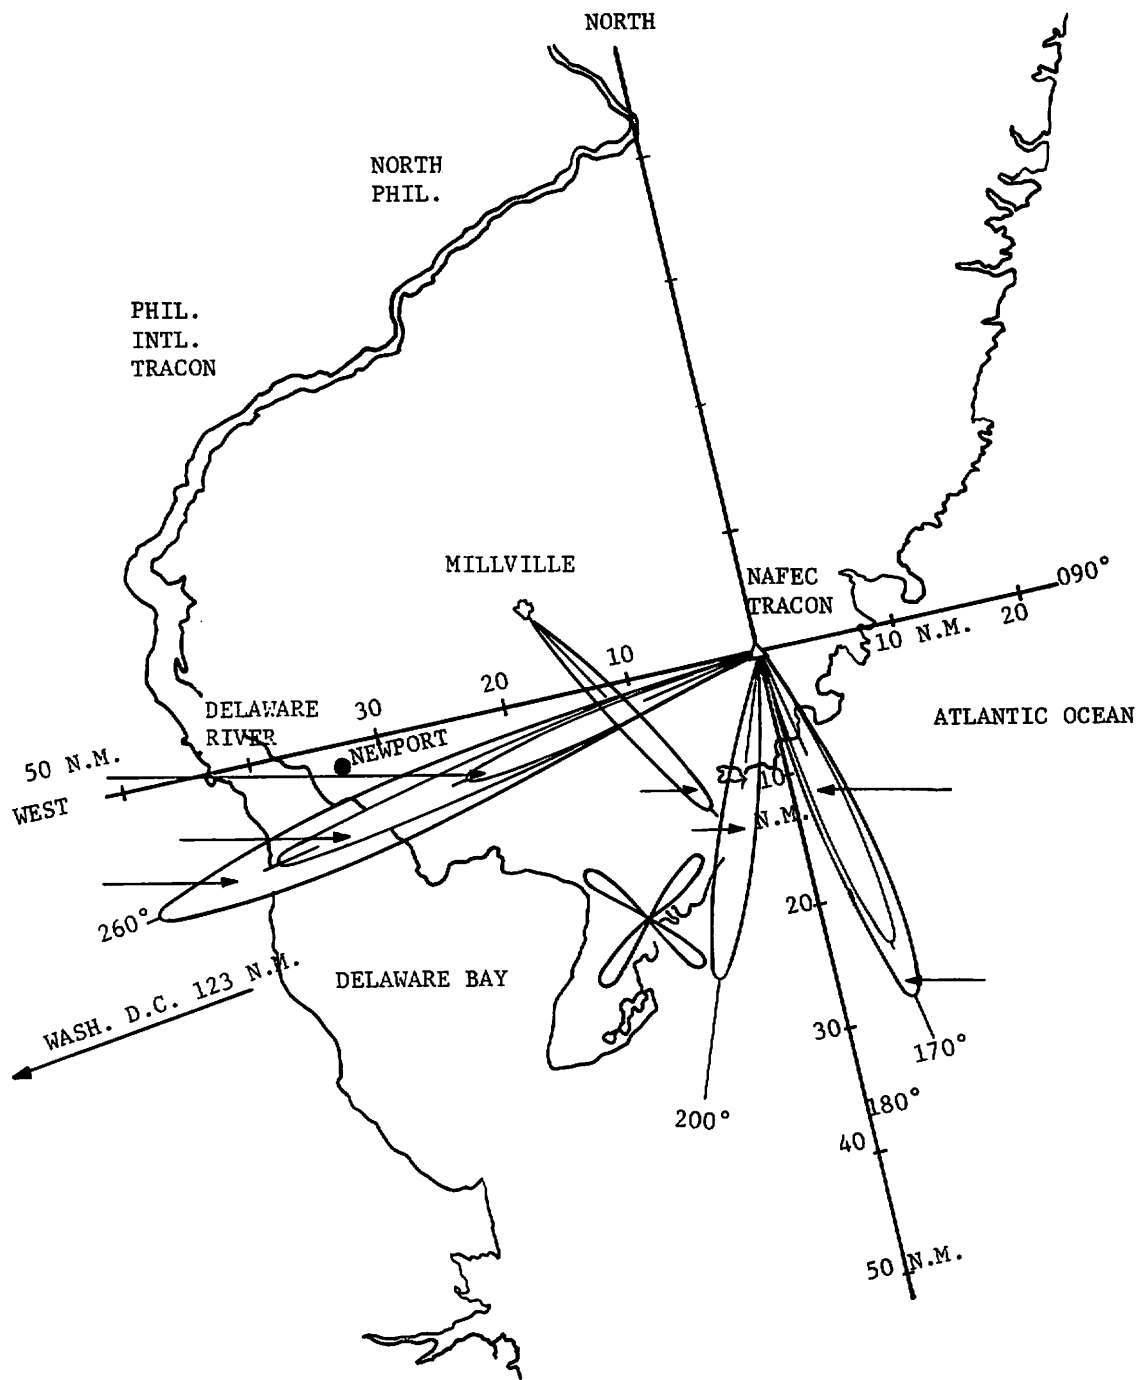 NORTH
NORTH
PHIL.
PHIL.
INTL.
TRACON
MILLVILLE
NAFEC
TRACON
090°
20
10 N.M.
10
20
30
DELAWARE
RIVER
NEWPORT
50 N.M.
WEST
ATLANTIC OCEAN
10
N.M.
20
260°
WASH. D.C. 123 N.M.
DELAWARE BAY
30
170°
180°
200°
40
50 N.M.